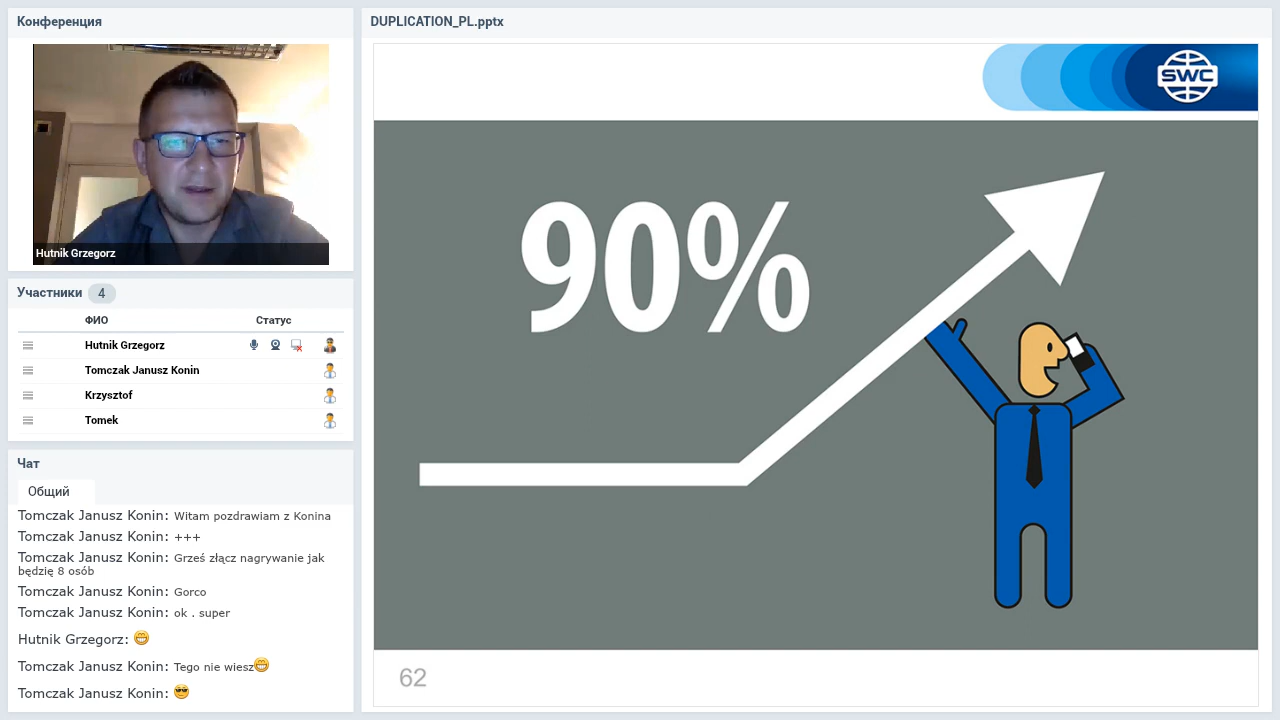 Конференция
Hutnik Grzegorz
Участники 4
ФИО Статус
Hutnik Grzegorz
Tomczak Janusz Konin
Krzysztof
Tomek
Чат
Общий
Tomczak Janusz Konin: Witam pozdrawiam z Konina
Tomczak Janusz Konin: +++
Tomczak Janusz Konin: Grześ złącz nagrywanie jak
będzię 8 osób
Tomczak Janusz Konin: Gorco
Tomczak Janusz Konin: ok . super
Hutnik Grzegorz:
Tomczak Janusz Konin: Tego nie wiesz
Tomczak Janusz Konin:
DUPLICATION_PL.pptx
SWC
90%
62